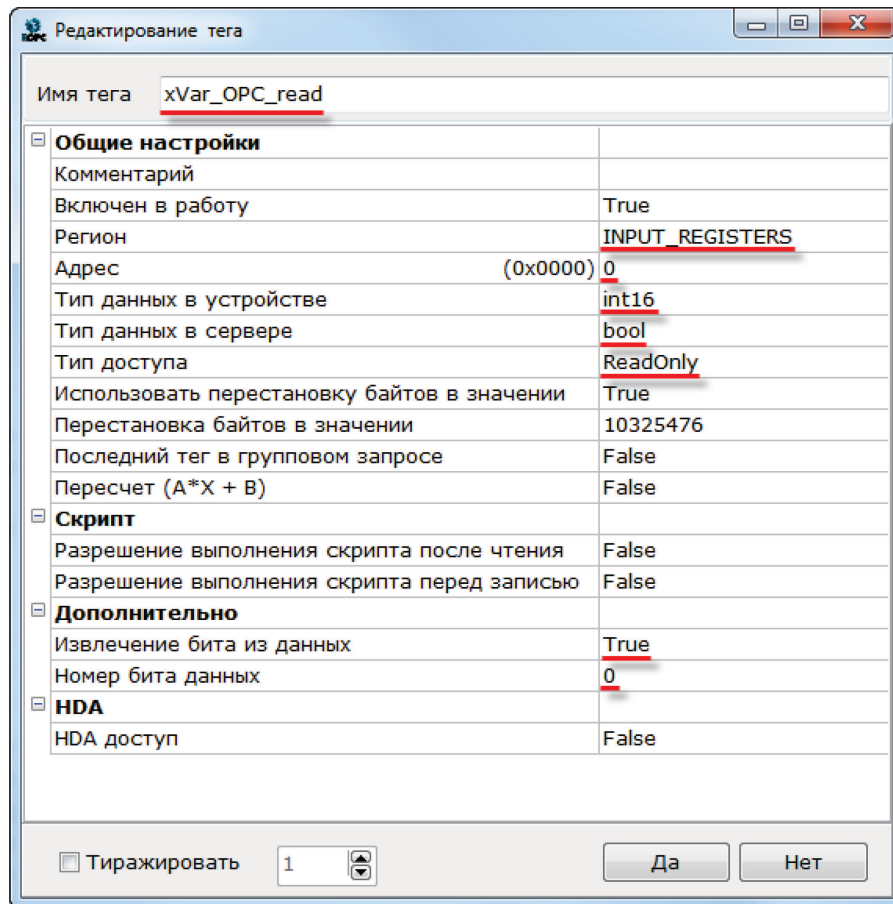 Редактирование тега
Имя тега xVar_OPC_read
Общие настройки
Комментарий
Включен в работу True
Регион INPUT_REGISTERS
Адрес (0x0000) 0
Тип данных в устройстве int16
Тип данных в сервере bool
Тип доступа ReadOnly
Использовать перестановку байтов в значении True
Перестановка байтов в значении 10325476
Последний тег в групповом запросе False
Пересчет (A*X + B) False
Скрипт
Разрешение выполнения скрипта после чтения False
Разрешение выполнения скрипта перед записью False
Дополнительно
Извлечение бита из данных True
Номер бита данных 0
HDA
HDA доступ False
Тиражировать 1 Да Нет